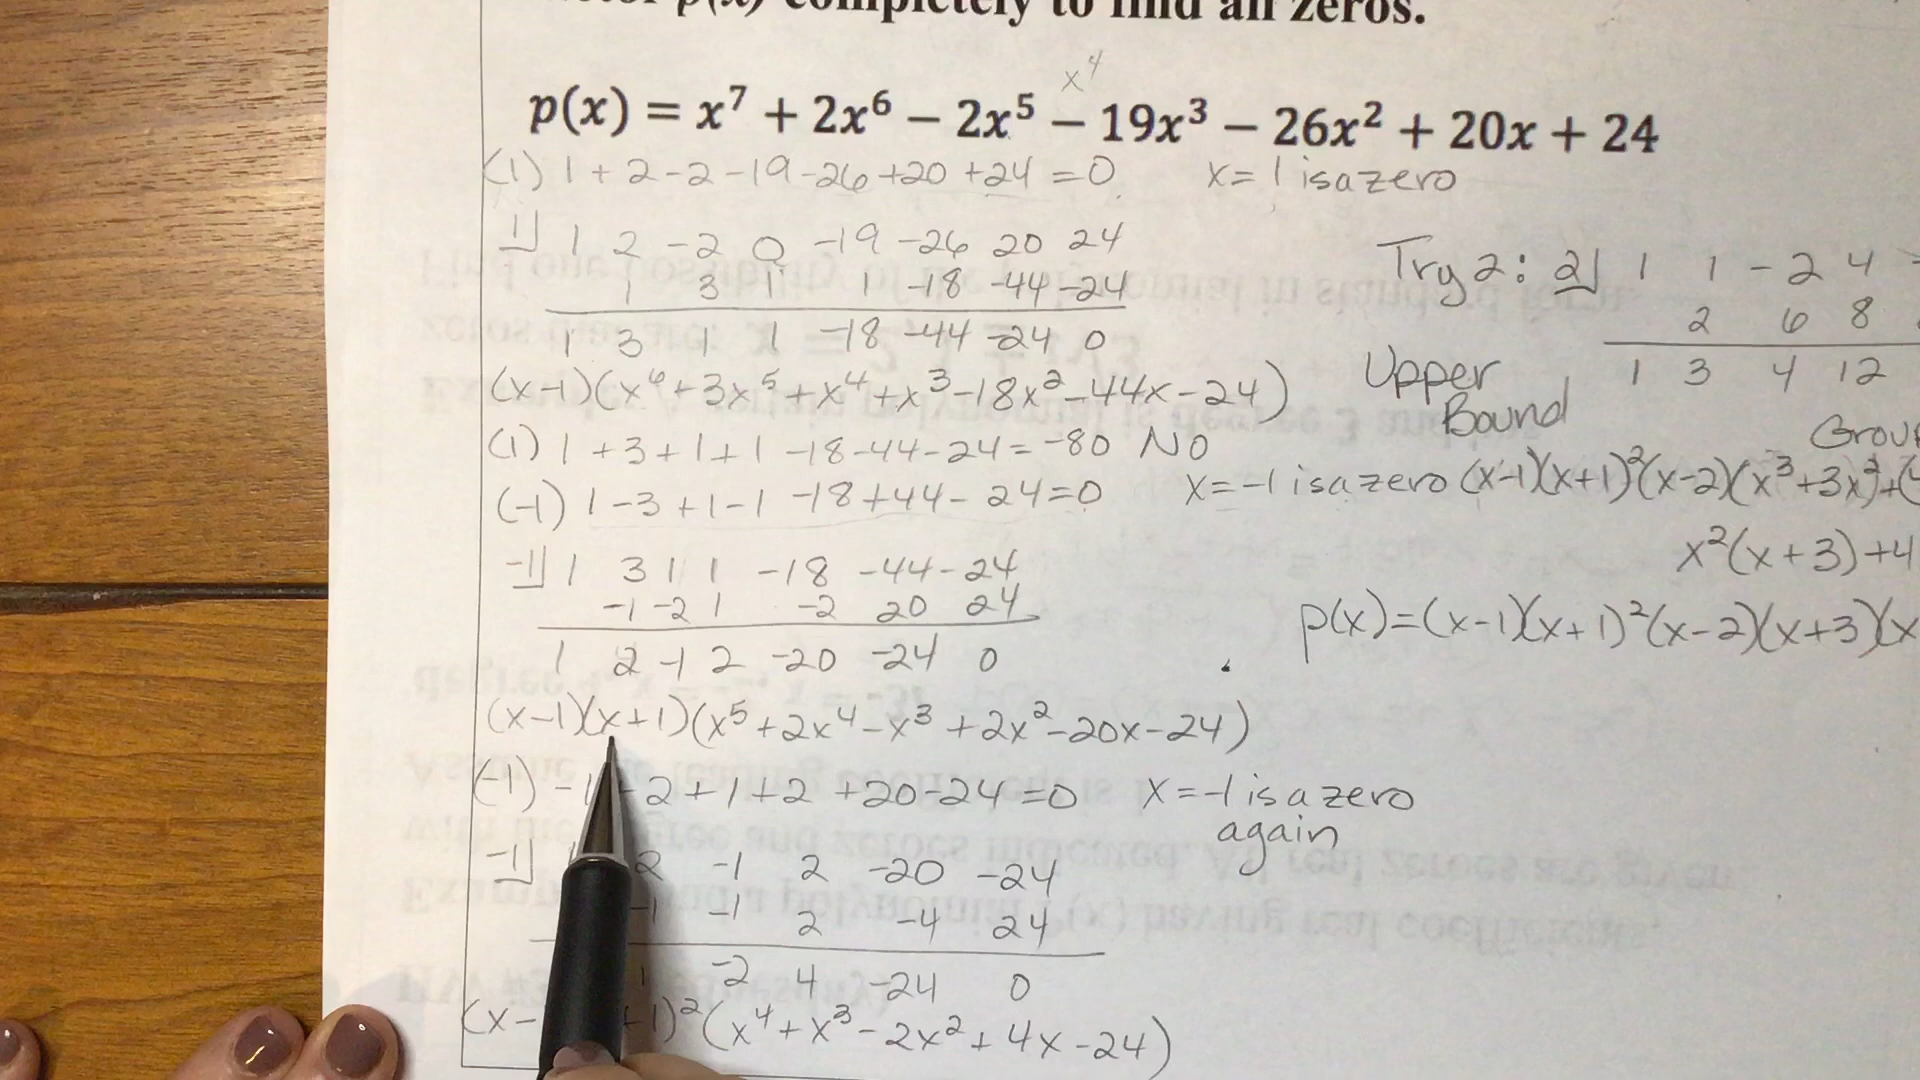 p(x) completely to find all zeros.
x⁴
p(x) = x⁷ + 2x⁶ − 2x⁵ − 19x³ − 26x² + 20x + 24
(1) 1 + 2 - 2 - 19 - 26 + 20 + 24 = 0 x = 1 is a zero
1 1 2 -2 0 -19 -26 20 24
1 3 1 1 -18 -44 -24
1 3 1 1 -18 -44 -24 0
(x-1)(x⁶+3x⁵+x⁴+x³-18x²-44x-24)
(1) 1 + 3 + 1 + 1 - 18 - 44 - 24 = -80 No
(-1) 1 - 3 + 1 - 1 - 18 + 44 - 24 = 0 x = -1 is a zero
-1 1 3 1 1 -18 -44 -24
-1 -2 1 -2 20 24
1 2 -1 2 -20 -24 0
(x-1)(x+1)(x⁵+2x⁴-x³+2x²-20x-24)
(-1) -1 2 + 1 + 2 + 20 - 24 = 0 x = -1 is a zero
again
-1 2 -1 2 -20 -24
-1 -1 2 -4 24
1 -2 4 -24 0
(x- 1)²(x⁴+x³-2x²+4x-24)
Try 2: 2 1 1 -2 4
2 6 8
1 3 4 12
Upper
Bound
(x-1)(x+1)²(x-2)(x³+3x²+
x²(x+3)+4
p(x)=(x-1)(x+1)²(x-2)(x+3)(x